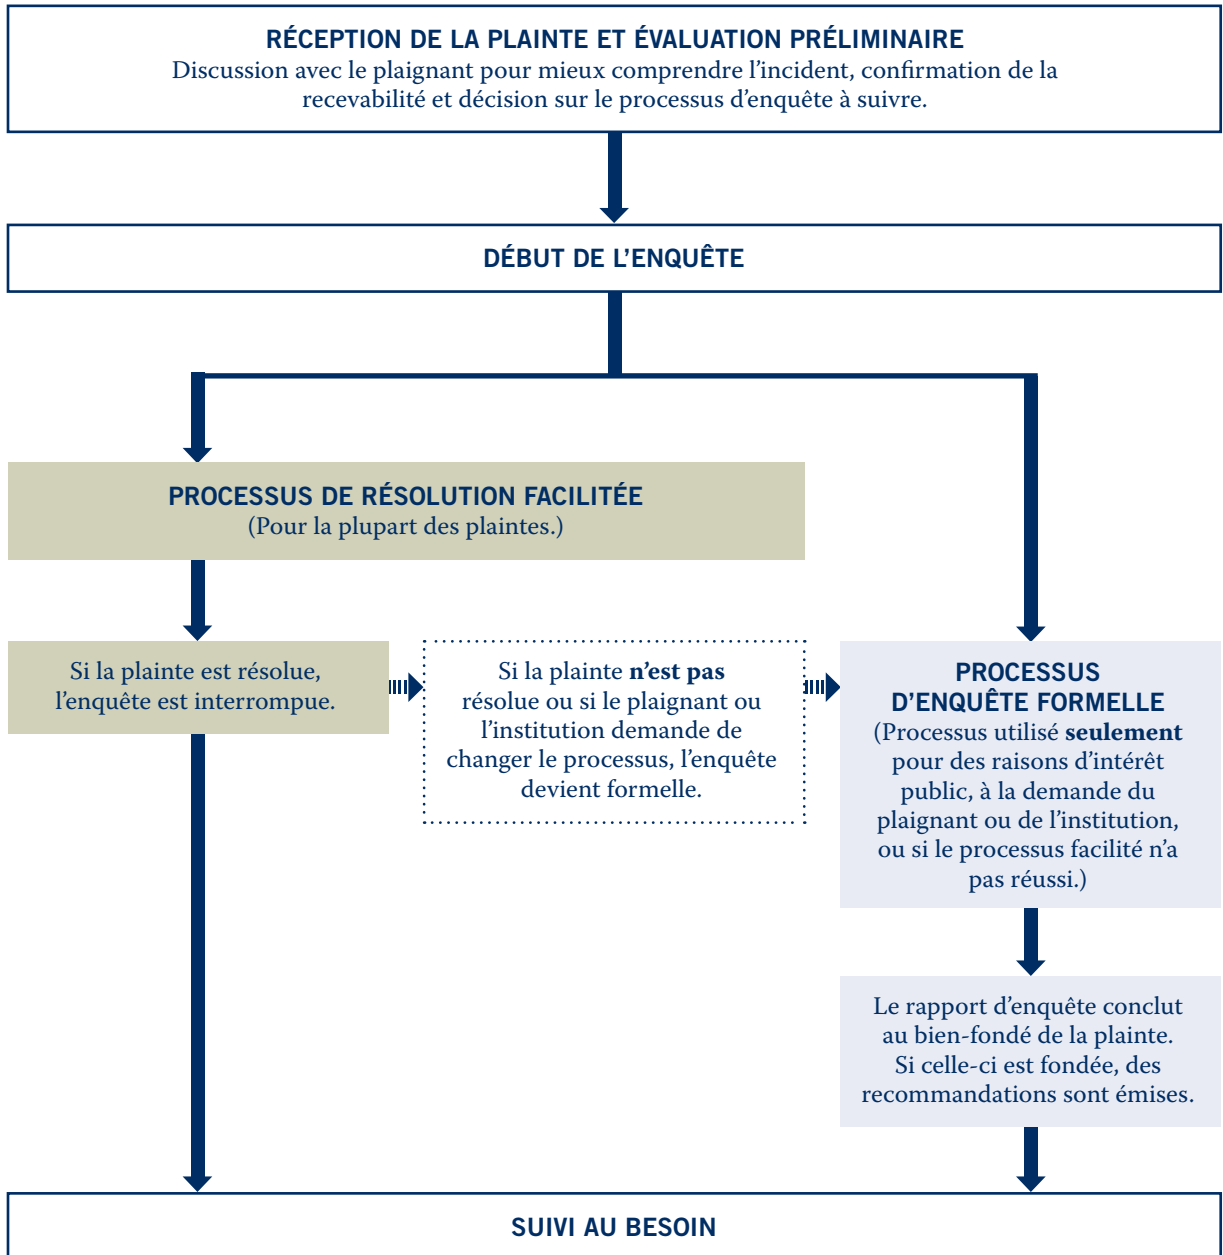 RÉCEPTION DE LA PLAINTE ET ÉVALUATION PRÉLIMINAIRE
Discussion avec le plaignant pour mieux comprendre l’incident, confirmation de la
recevabilité et décision sur le processus d’enquête à suivre.
DÉBUT DE L’ENQUÊTE
PROCESSUS DE RÉSOLUTION FACILITÉE
(Pour la plupart des plaintes.)
Si la plainte est résolue,
l’enquête est interrompue.
Si la plainte n’est pas
résolue ou si le plaignant ou
l’institution demande de
changer le processus, l’enquête
devient formelle.
PROCESSUS
D’ENQUÊTE FORMELLE
(Processus utilisé seulement
pour des raisons d’intérêt
public, à la demande du
plaignant ou de l’institution,
ou si le processus facilité n’a
pas réussi.)
Le rapport d’enquête conclut
au bien-fondé de la plainte.
Si celle-ci est fondée, des
recommandations sont émises.
SUIVI AU BESOIN